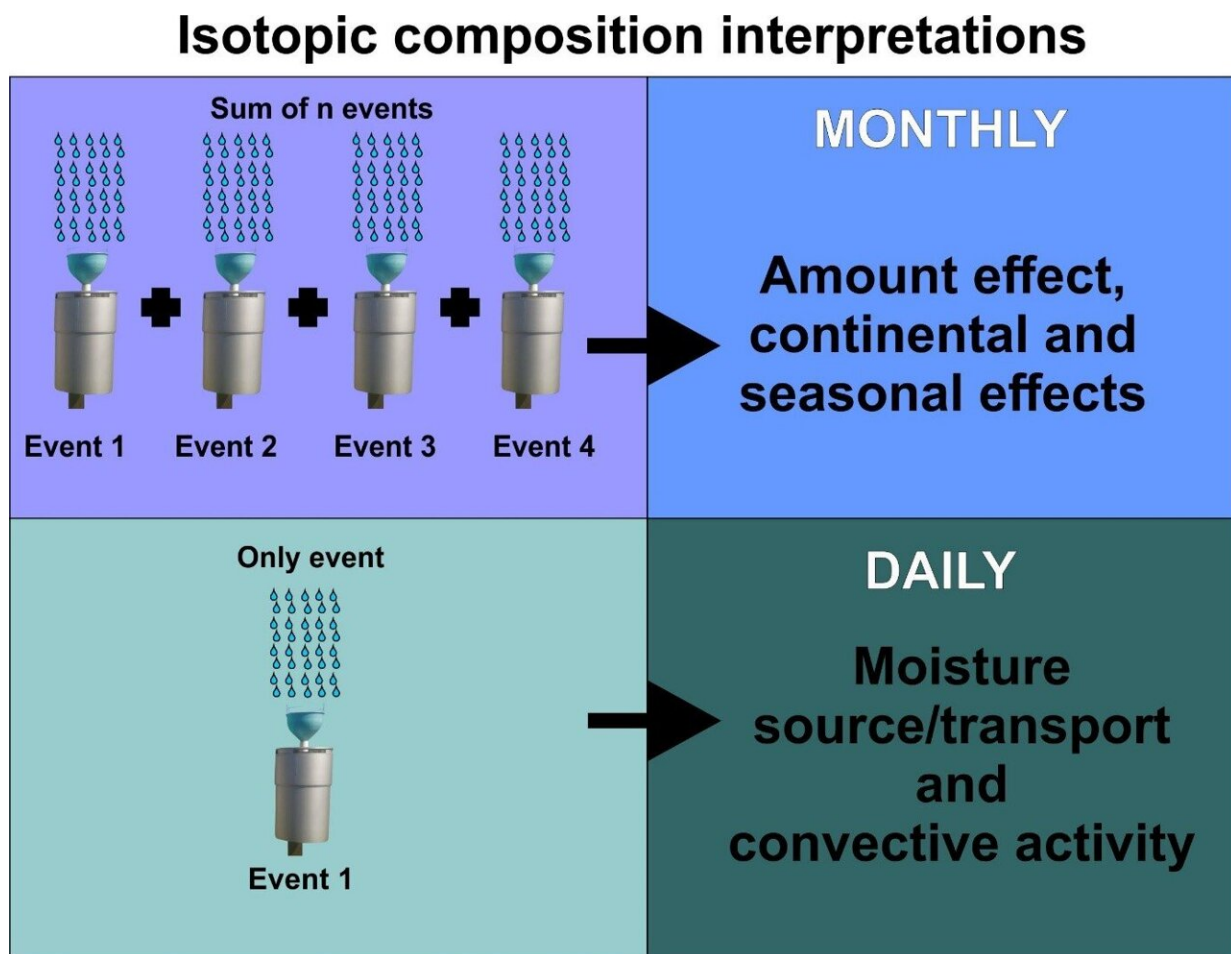 Isotopic composition interpretations
Sum of n events
Event 1
Event 2
Event 3
Event 4
MONTHLY
Amount effect,
continental and
seasonal effects
Only event
Event 1
DAILY
Moisture
source/transport
and
convective activity